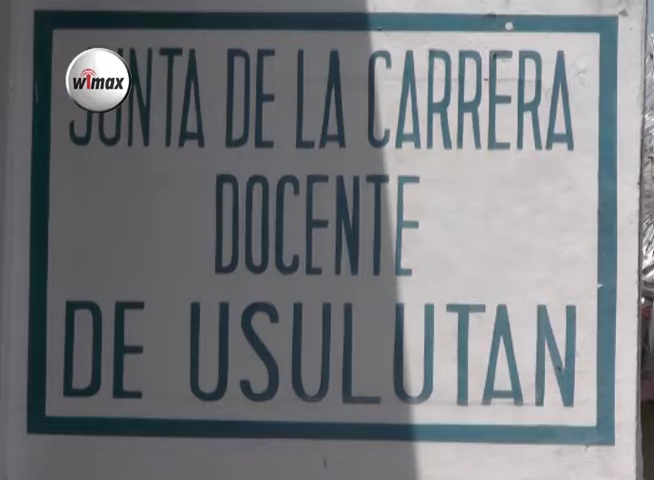 wimax
JUNTA DE LA CARRERA
DOCENTE
DE USULUTAN